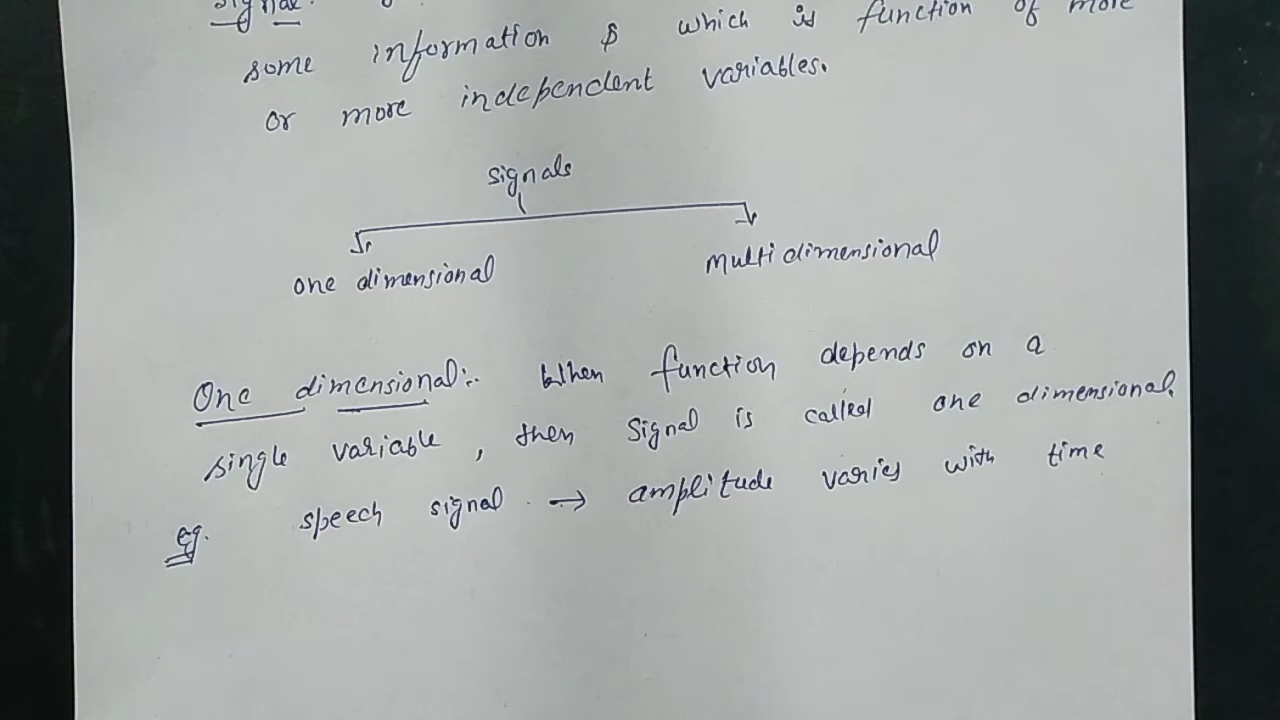 Signal:
some information & which is function of more
or more independent variables.
Signals
one dimensional
Multi dimensional
One dimensional:- When function depends on a
single variable, then Signal is called one dimensional.
eg. speech signal → amplitude varies with time